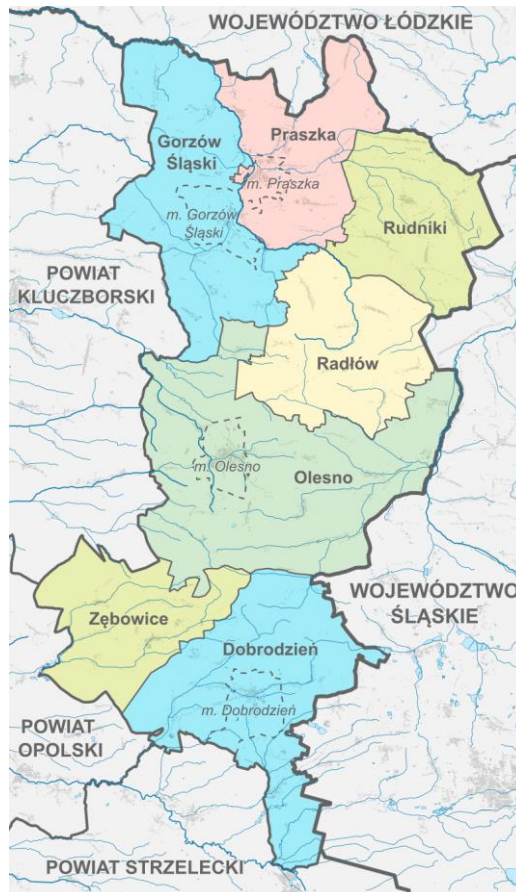 WOJEWÓDZTWO ŁÓDZKIE
Praszka
Gorzów
Śląski
m. Praszka
m. Gorzów
Śląski
Rudniki
POWIAT
KLUCZBORSKI
Radłów
m. Olesno
Olesno
WOJEWÓDZTWO
ŚLĄSKIE
Zębowice
Dobrodzień
m. Dobrodzień
POWIAT
OPOLSKI
POWIAT STRZELECKI